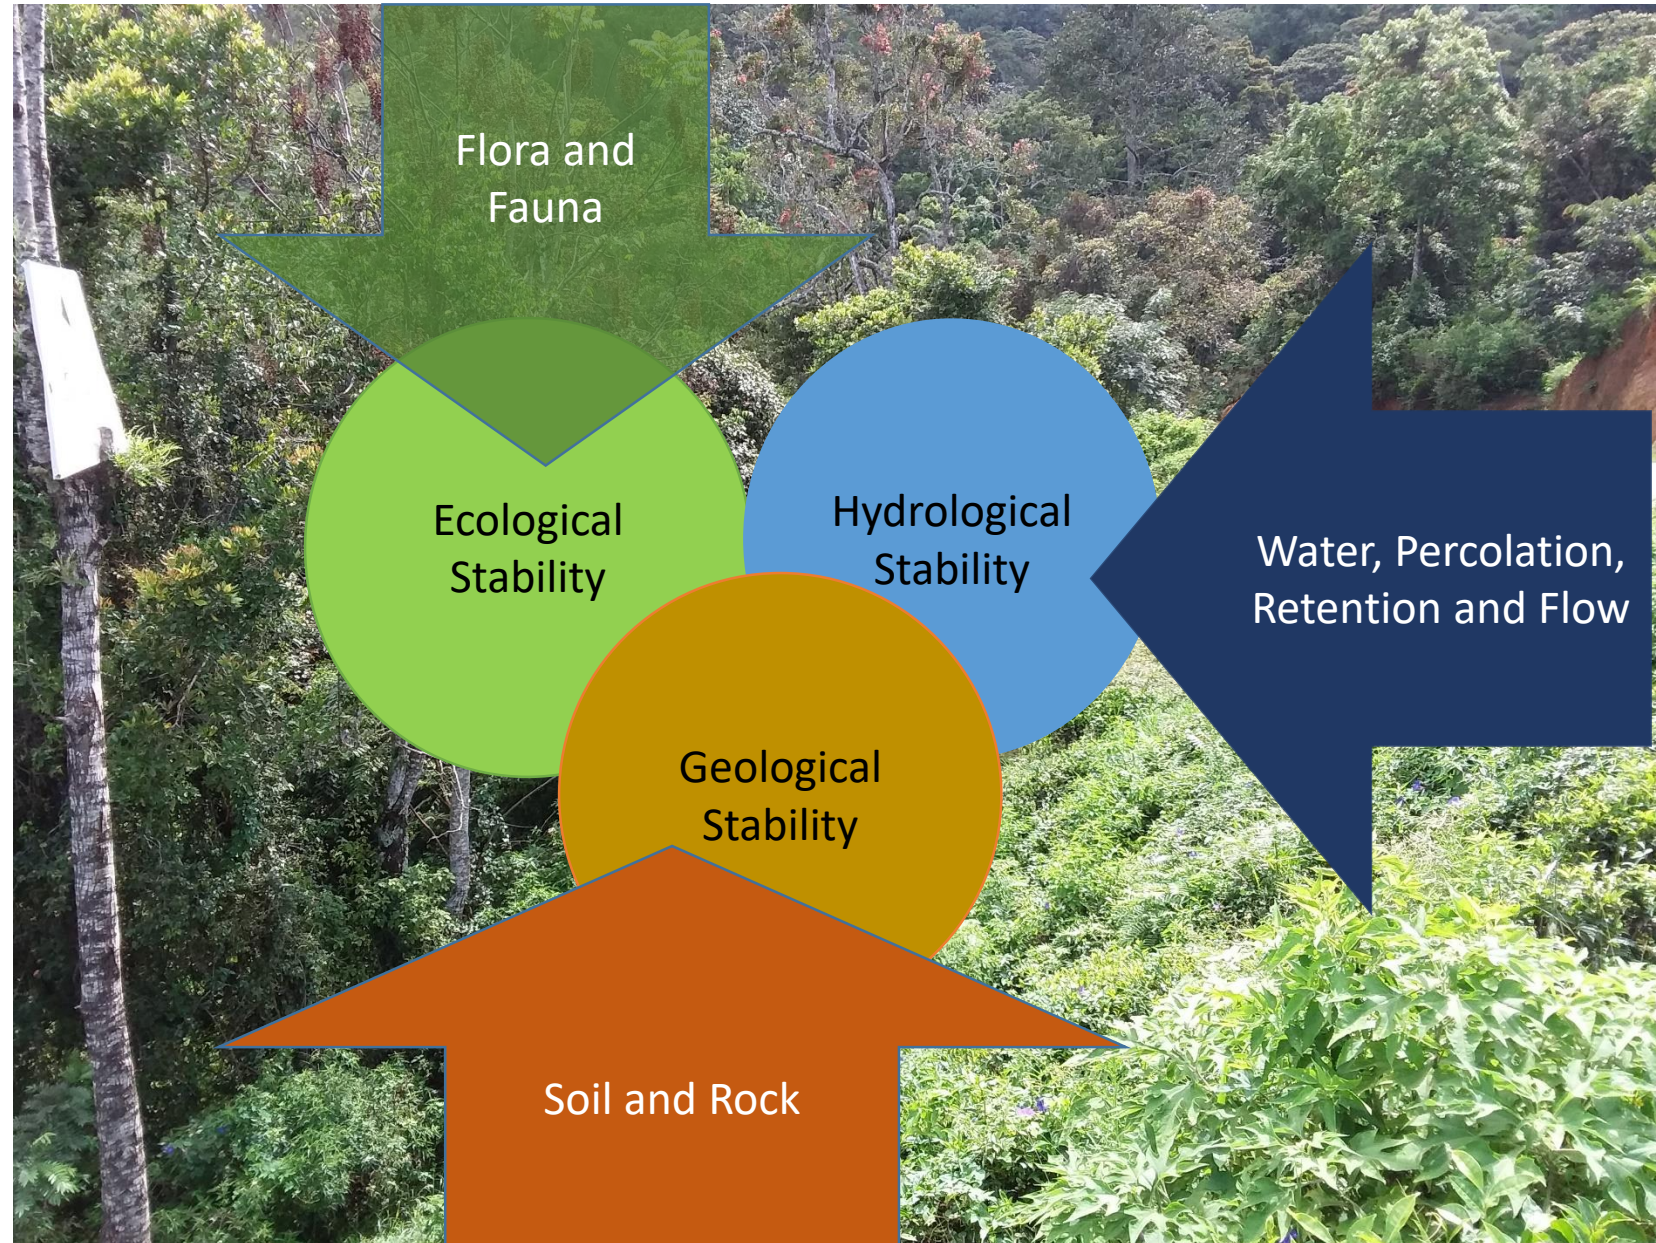 Flora and
Fauna
Ecological
Stability
Hydrological
Stability
Water, Percolation,
Retention and Flow
Geological
Stability
Soil and Rock